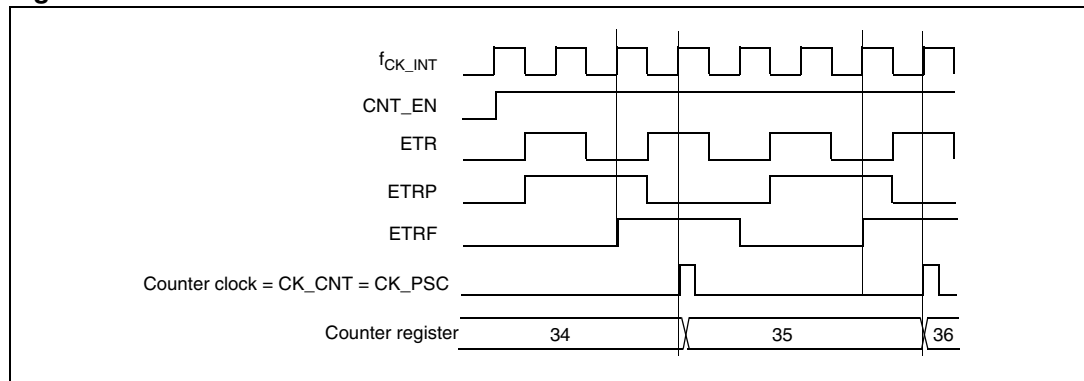 f_CK_INT
CNT_EN
ETR
ETRP
ETRF
Counter clock = CK_CNT = CK_PSC
Counter register 34 35 36